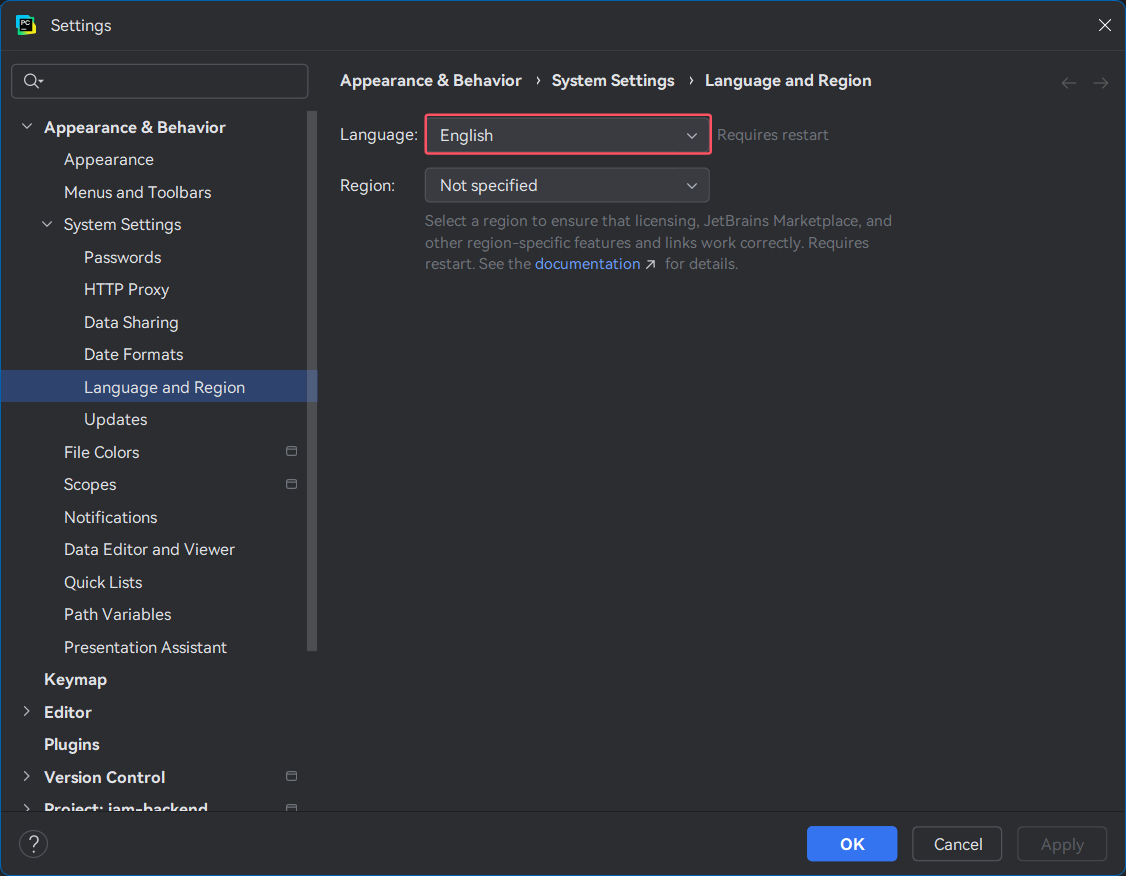 PC
Settings
Appearance & Behavior
Appearance
Menus and Toolbars
System Settings
Passwords
HTTP Proxy
Data Sharing
Date Formats
Language and Region
Updates
File Colors
Scopes
Notifications
Data Editor and Viewer
Quick Lists
Path Variables
Presentation Assistant
Keymap
Editor
Plugins
Version Control
Project: iam-backend
Appearance & Behavior › System Settings › Language and Region
Language: English Requires restart
Region: Not specified
Select a region to ensure that licensing, JetBrains Marketplace, and
other region-specific features and links work correctly. Requires
restart. See the documentation ↗ for details.
?
OK Cancel Apply